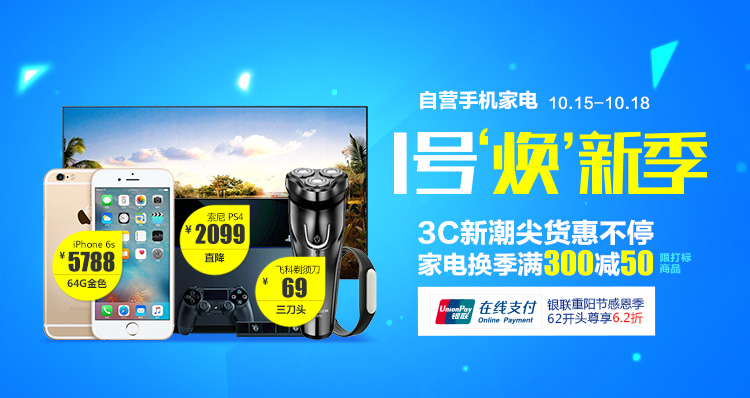 自营手机家电 10.15-10.18
1号‘焕’新季
3C新潮尖货惠不停
家电换季满300减50 限打标
商品
UnionPay
银联
在线支付
Online Payment
银联重阳节感恩季
62开头尊享6.2折
iPhone 6s
¥5788
64G金色
索尼 PS4
¥2099
直降
飞科剃须刀
¥69
三刀头